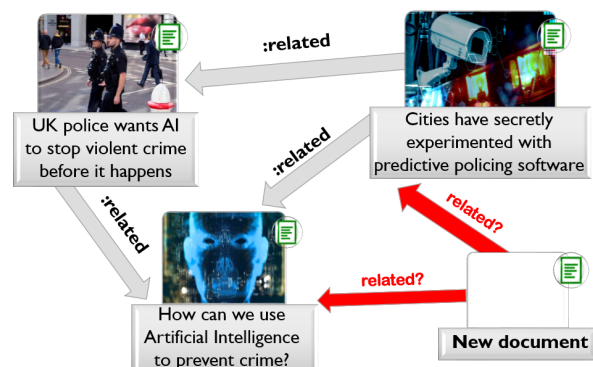 :related
UK police wants AI
to stop violent crime
before it happens
Cities have secretly
experimented with
predictive policing software
:related
:related
related?
related?
How can we use
Artificial Intelligence
to prevent crime?
New document